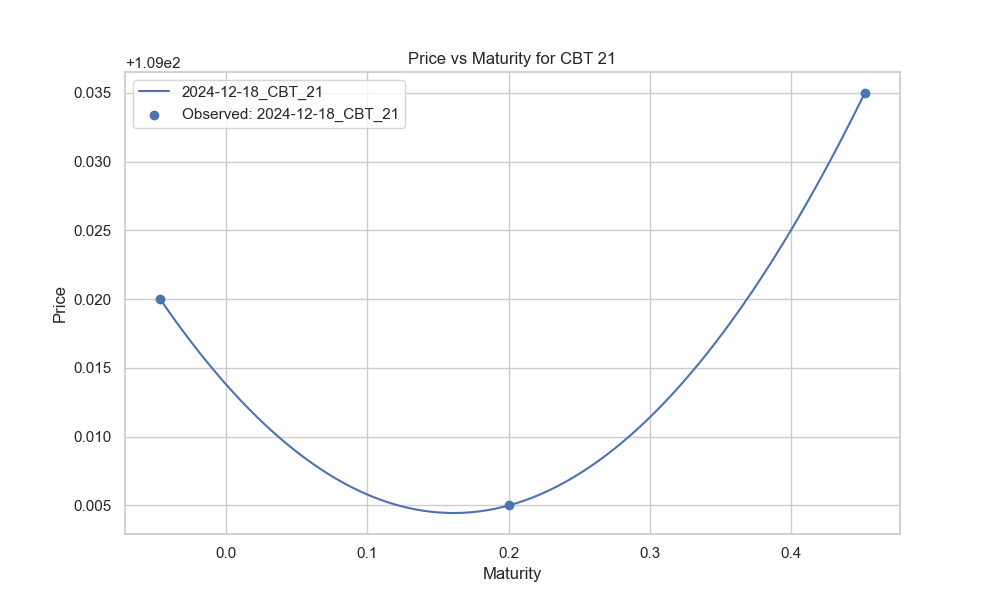 Price vs Maturity for CBT 21
+1.09e2
2024-12-18_CBT_21
Observed: 2024-12-18_CBT_21
0.035
0.030
0.025
0.020
0.015
0.010
0.005
Price
0.0 0.1 0.2 0.3 0.4
Maturity